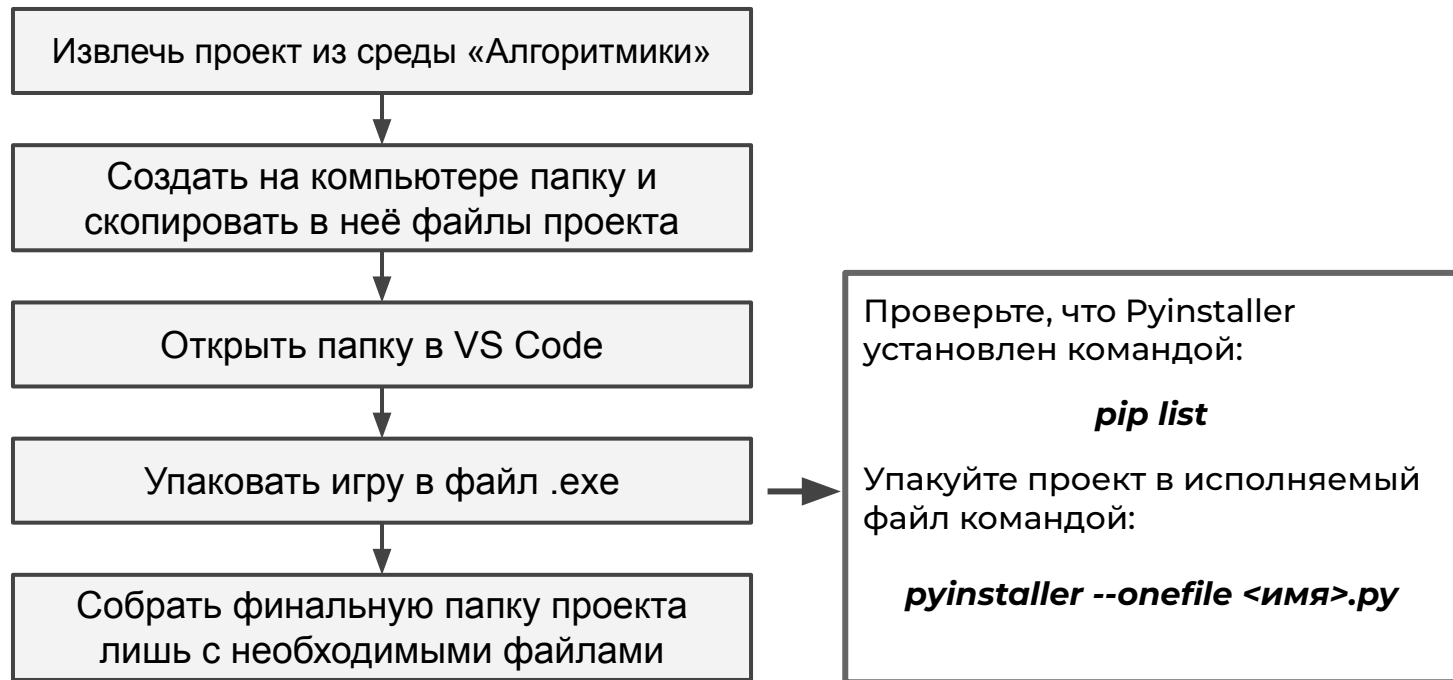 Извлечь проект из среды «Алгоритмики»
Создать на компьютере папку и
скопировать в неё файлы проекта
Открыть папку в VS Code
Упаковать игру в файл .exe
Собрать финальную папку проекта
лишь с необходимыми файлами
Проверьте, что Pyinstaller
установлен командой:
pip list
Упакуйте проект в исполняемый
файл командой:
pyinstaller --onefile <имя>.py